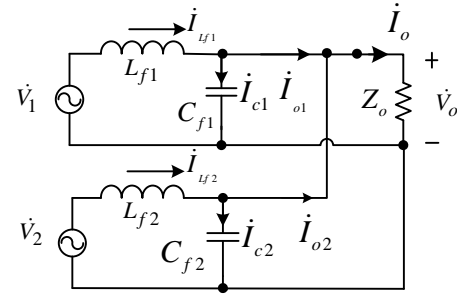 İ_Lf1
İ_o
L_f1
+
V̇_1
C_f1
İ_c1
İ_o1
Z_o
V̇_o
−
İ_Lf2
L_f2
V̇_2
C_f2
İ_c2
İ_o2